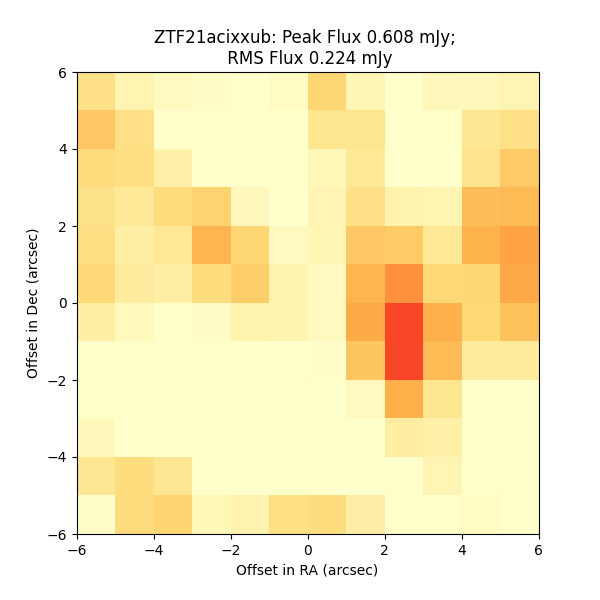 ZTF21acixxub: Peak Flux 0.608 mJy;
RMS Flux 0.224 mJy
6
4
2
0
−2
−4
−6
Offset in Dec (arcsec)
−6 −4 −2 0 2 4 6
Offset in RA (arcsec)